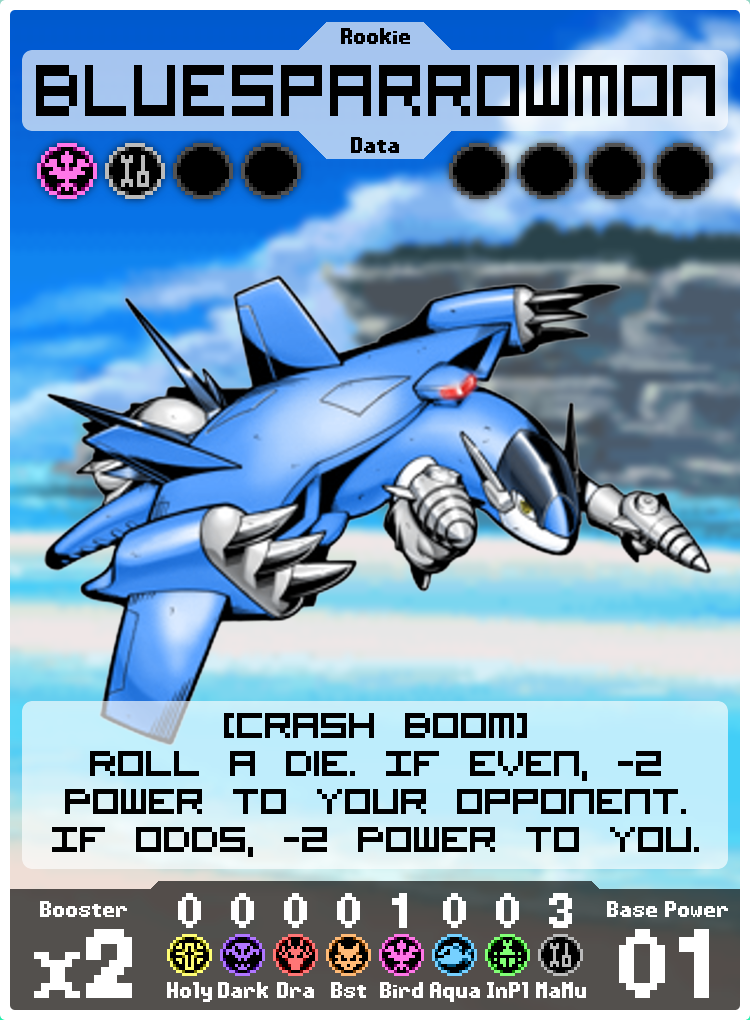 Rookie
BLUESPARROWMON
Data
[CRASH BOOM]
ROLL A DIE. IF EVEN, -2
POWER TO YOUR OPPONENT.
IF ODDS, -2 POWER TO YOU.
Booster 0 0 0 0 1 0 0 3 Base Power
x2 01
Holy Dark Dra Bst Bird Aqua InPl MaMu